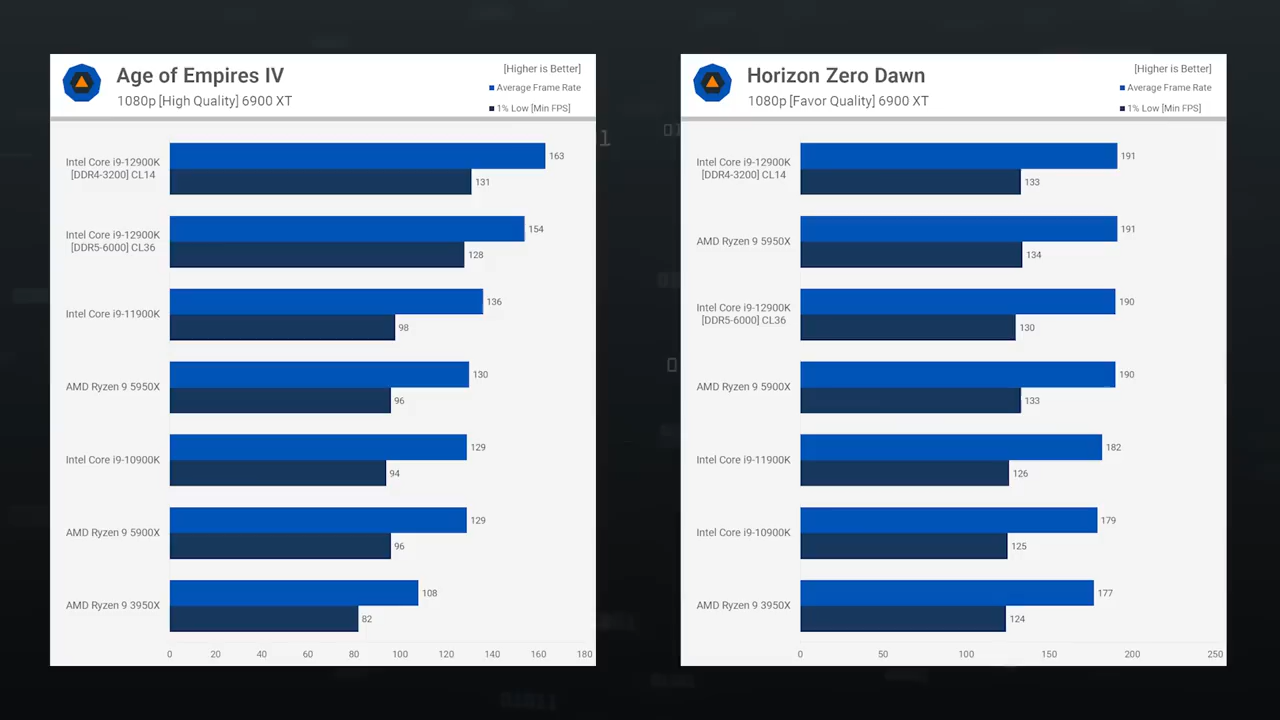 Age of Empires IV
1080p [High Quality] 6900 XT
[Higher is Better]
Average Frame Rate
1% Low [Min FPS]
Intel Core i9-12900K
[DDR4-3200] CL14
163
131
Intel Core i9-12900K
[DDR5-6000] CL36
154
128
Intel Core i9-11900K
136
98
AMD Ryzen 9 5950X
130
96
Intel Core i9-10900K
129
94
AMD Ryzen 9 5900X
129
96
AMD Ryzen 9 3950X
108
82
0 20 40 60 80 100 120 140 160 180
Horizon Zero Dawn
1080p [Favor Quality] 6900 XT
[Higher is Better]
Average Frame Rate
1% Low [Min FPS]
Intel Core i9-12900K
[DDR4-3200] CL14
191
133
AMD Ryzen 9 5950X
191
134
Intel Core i9-12900K
[DDR5-6000] CL36
190
130
AMD Ryzen 9 5900X
190
133
Intel Core i9-11900K
182
126
Intel Core i9-10900K
179
125
AMD Ryzen 9 3950X
177
124
0 50 100 150 200 250